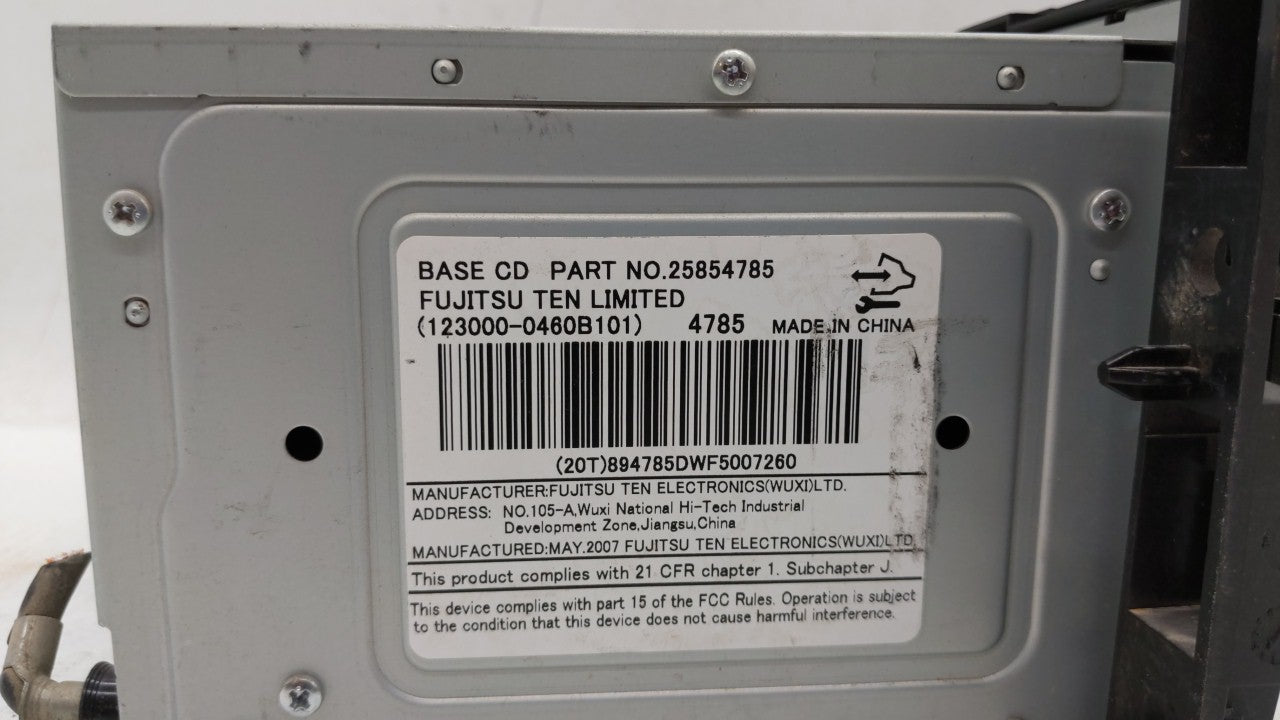 BASE CD PART NO.25854785
FUJITSU TEN LIMITED
(123000-0460B101) 4785 MADE IN CHINA
(20T)894785DWF5007260
MANUFACTURER:FUJITSU TEN ELECTRONICS(WUXI)LTD.
ADDRESS: NO.105-A,Wuxi National Hi-Tech Industrial
Development Zone,Jiangsu,China
MANUFACTURED:MAY.2007 FUJITSU TEN ELECTRONICS(WUXI)LTD.
This product complies with 21 CFR chapter 1. Subchapter J.
This device complies with part 15 of the FCC Rules. Operation is subject
to the condition that this device does not cause harmful interference.